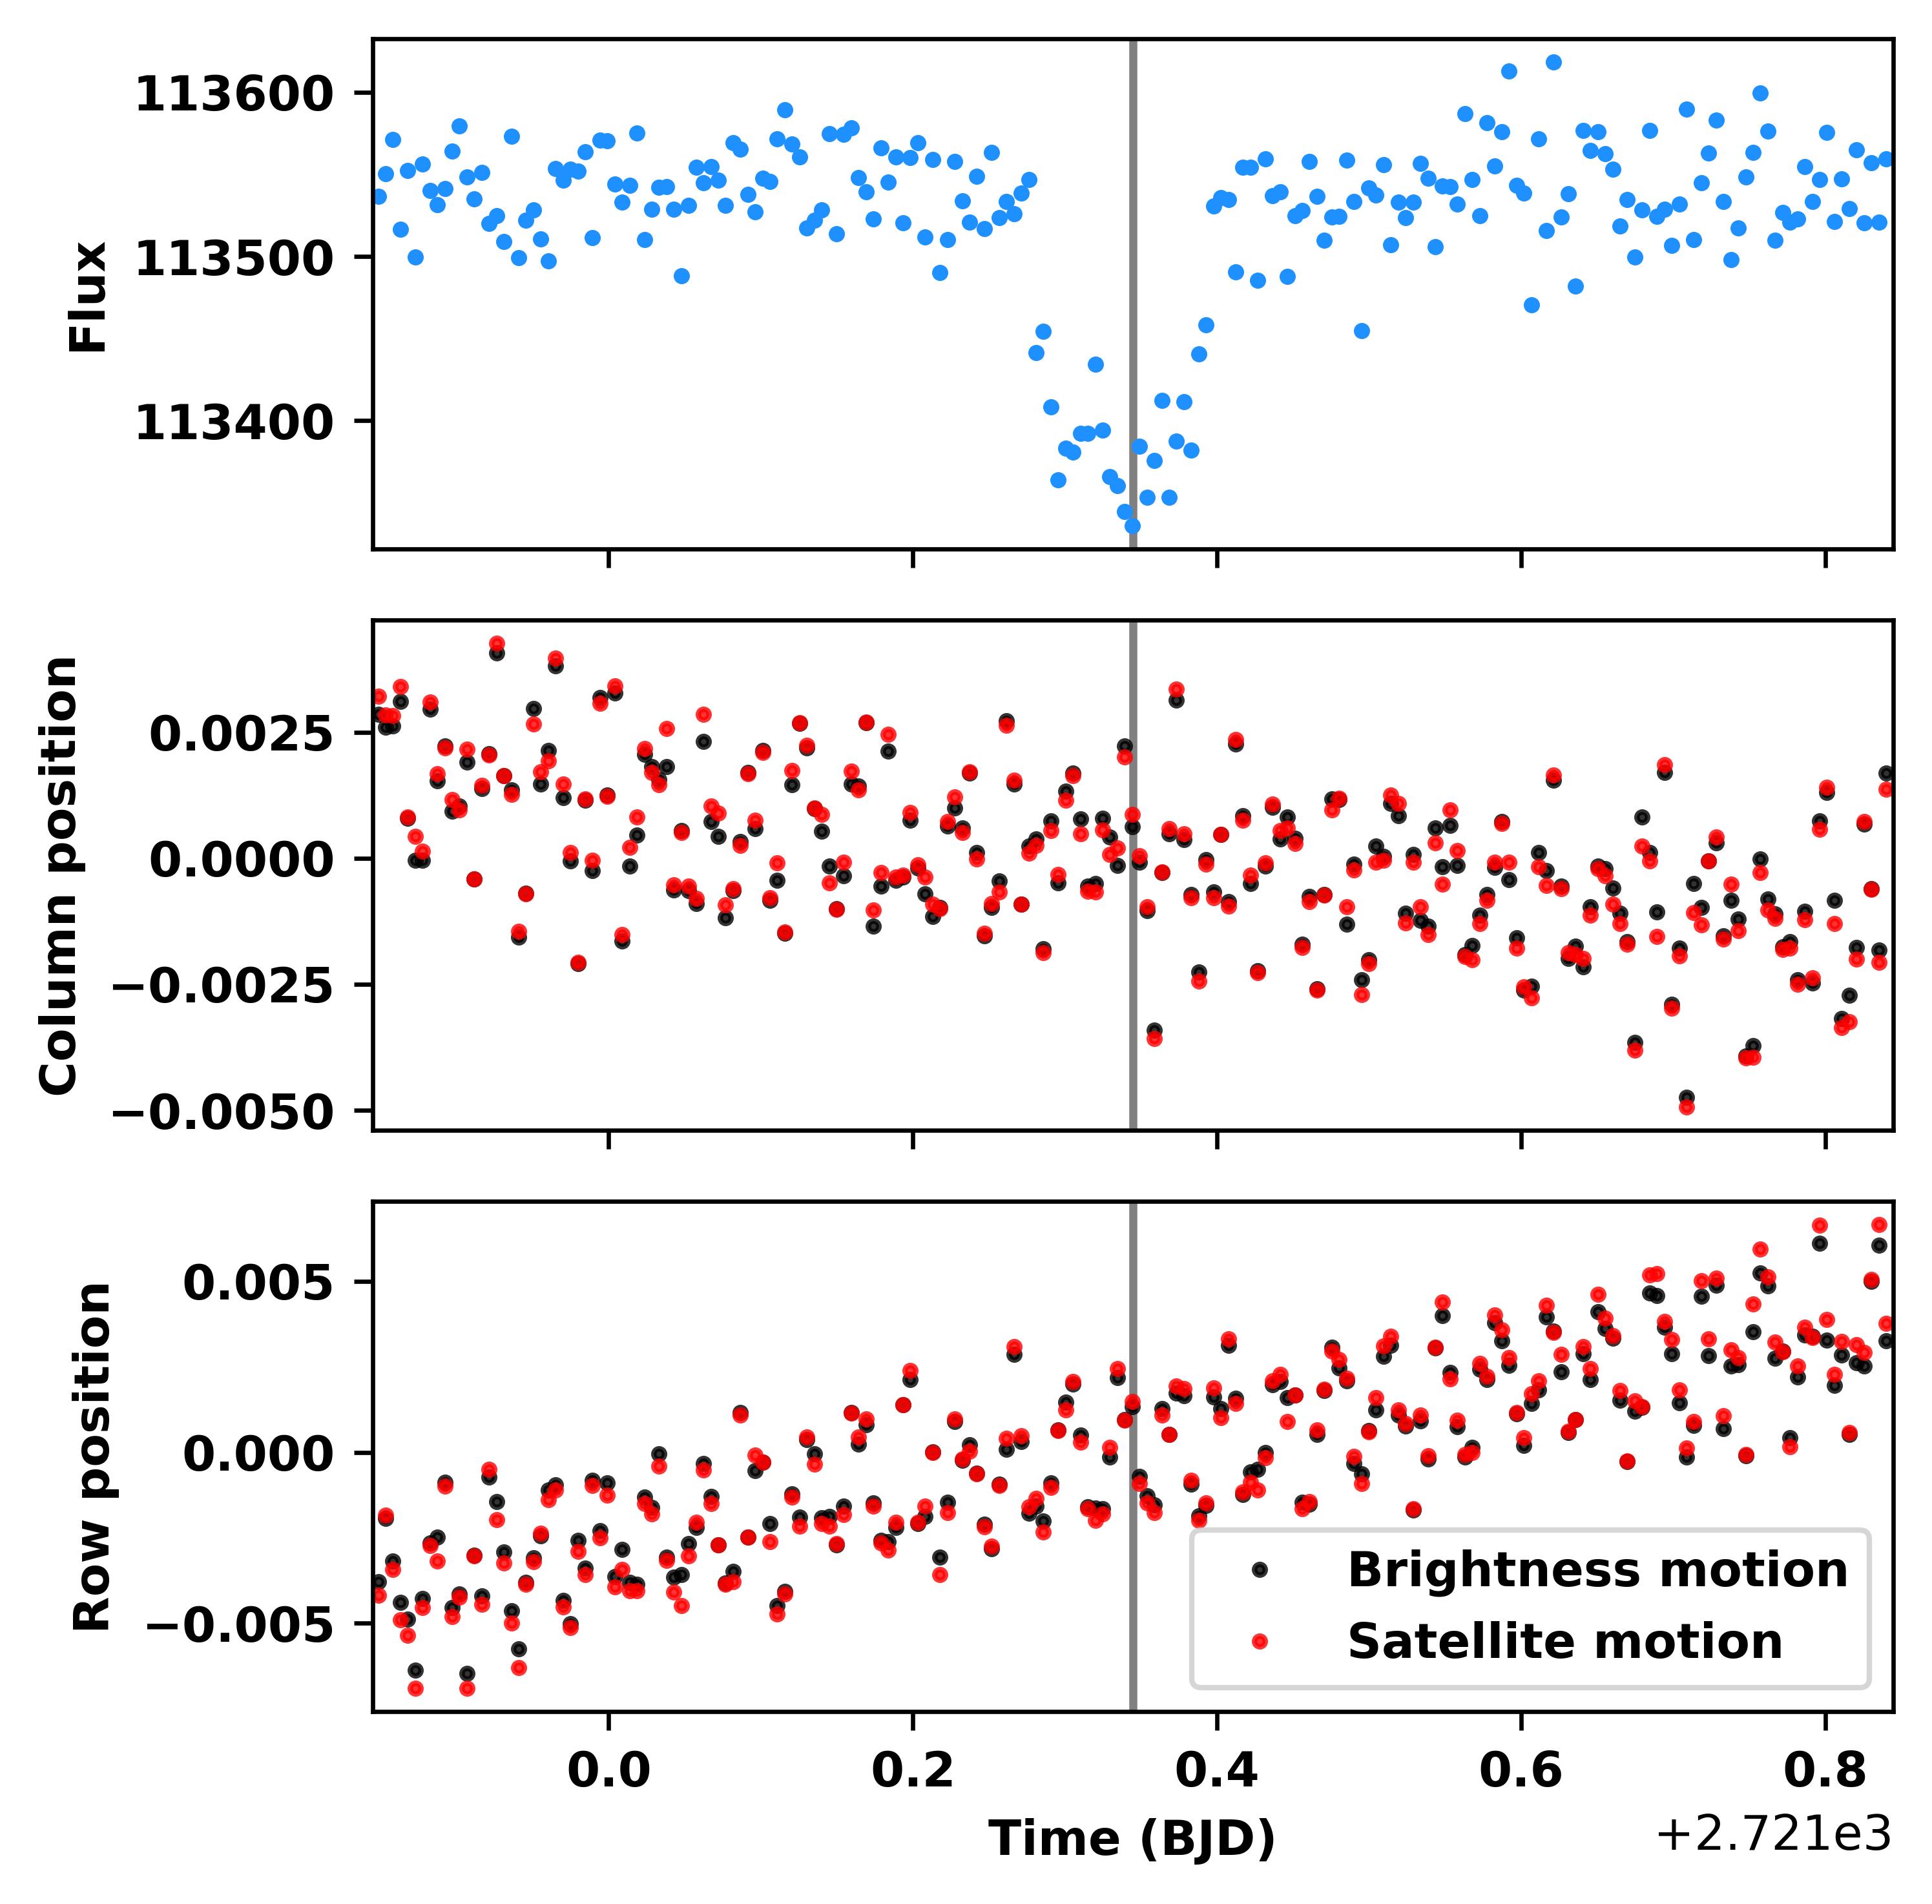 113600
113500
113400
Flux
0.0025
0.0000
−0.0025
−0.0050
Column position
0.005
0.000
−0.005
Row position
Brightness motion
Satellite motion
0.0 0.2 0.4 0.6 0.8
Time (BJD)
+2.721e3